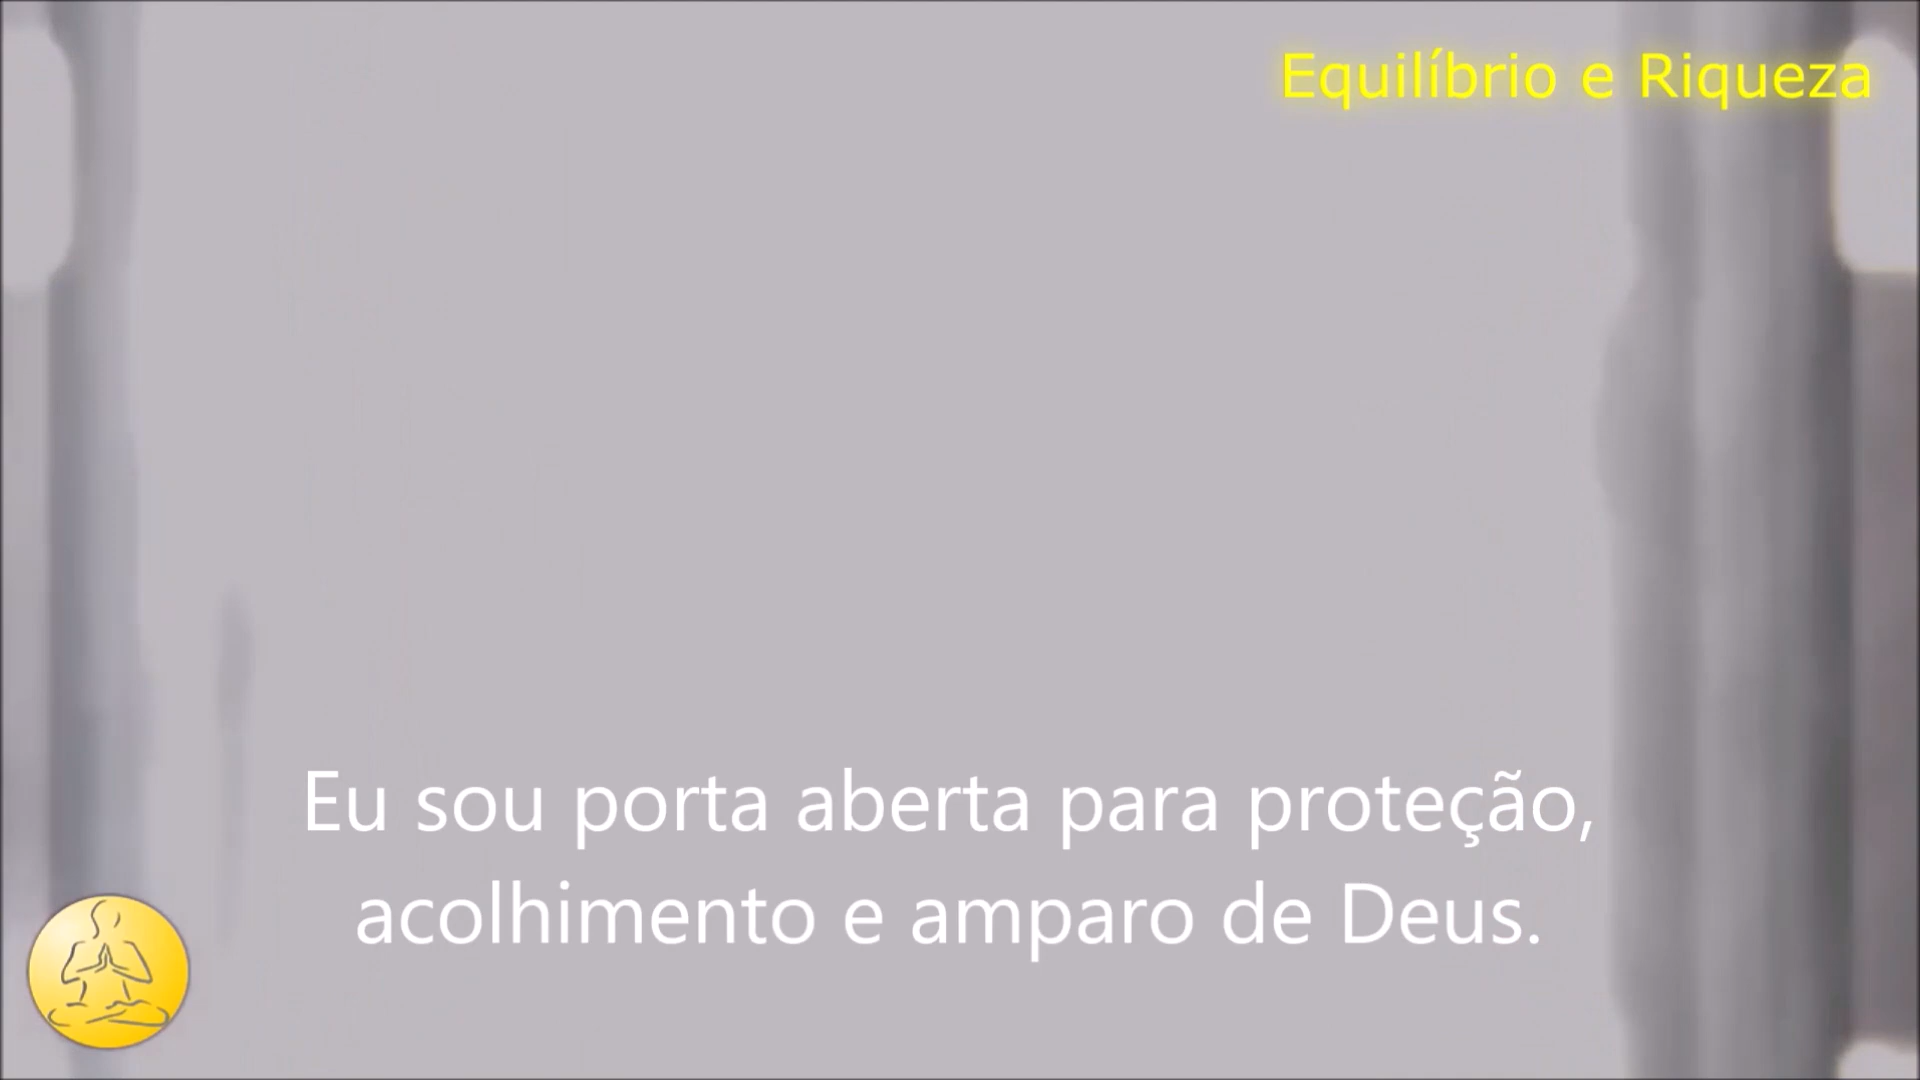 Equilíbrio e Riqueza
Eu sou porta aberta para proteção,
acolhimento e amparo de Deus.